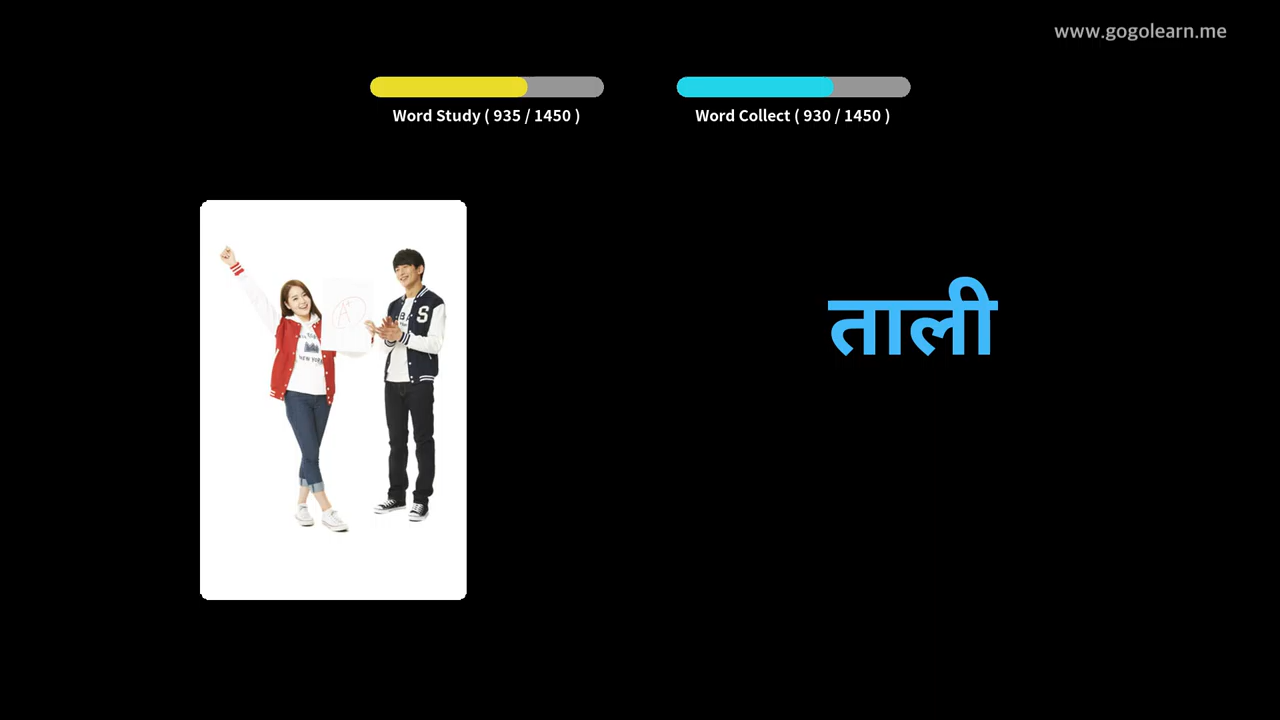 www.gogolearn.me
Word Study ( 935 / 1450 )
Word Collect ( 930 / 1450 )
A+
S
ताली